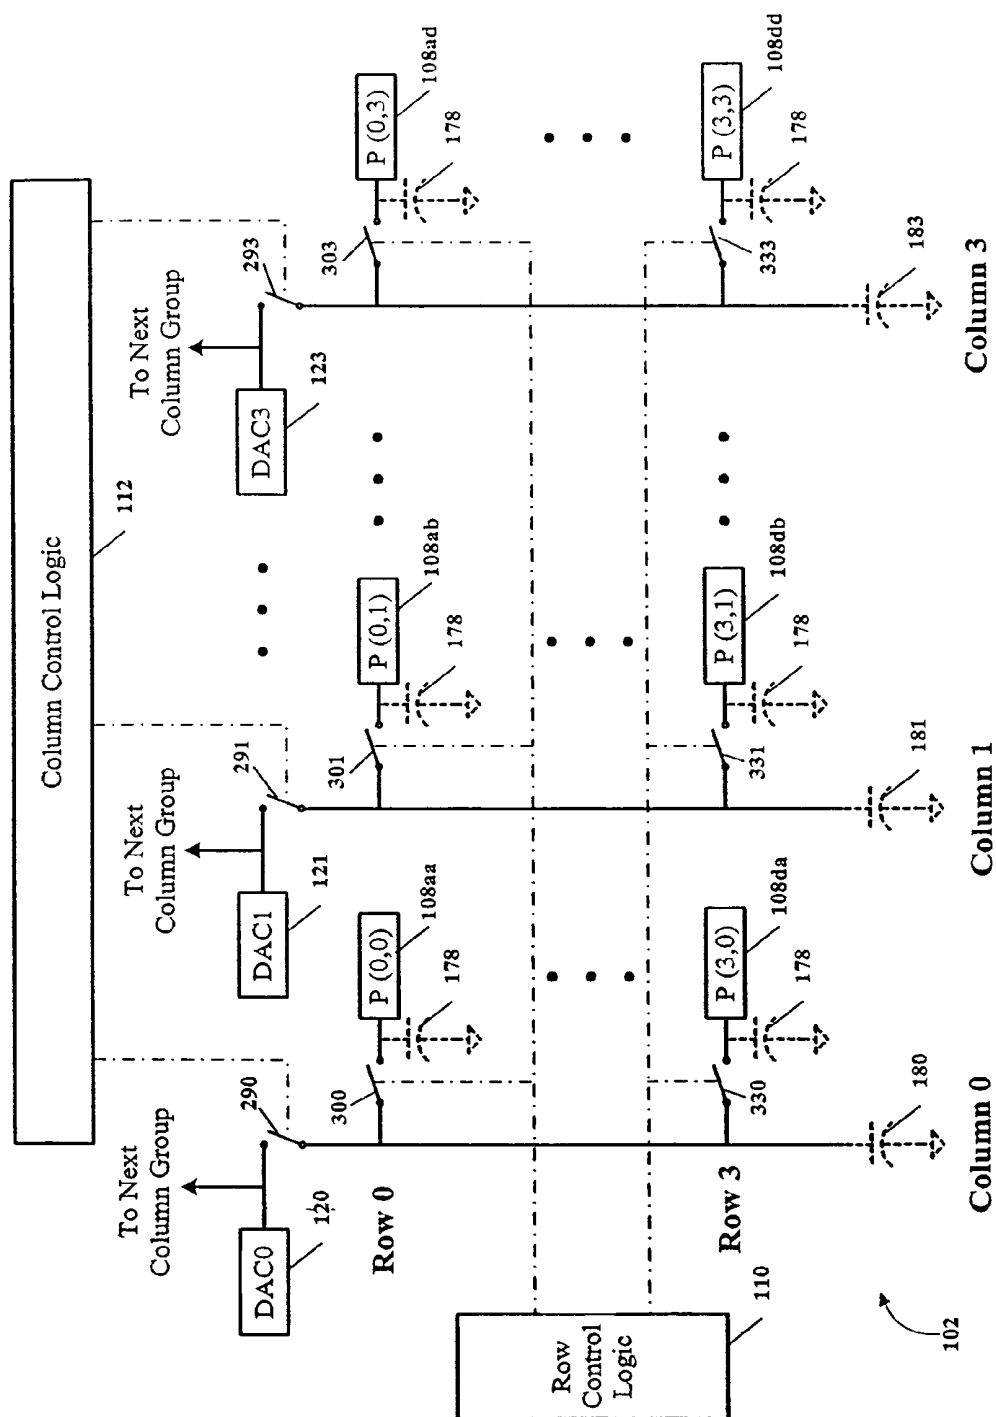 Column Control Logic
112
To Next
Column Group
To Next
Column Group
To Next
Column Group
290
291
293
DAC0
120
DAC1
121
DAC3
123
Row 0
300
P (0,0)
108aa
178
301
P (0,1)
108ab
178
303
P (0,3)
108ad
178
Row 3
330
P (3,0)
108da
178
331
P (3,1)
108db
178
333
P (3,3)
108dd
178
Row
Control
Logic
110
180
181
183
Column 0
Column 1
Column 3
102